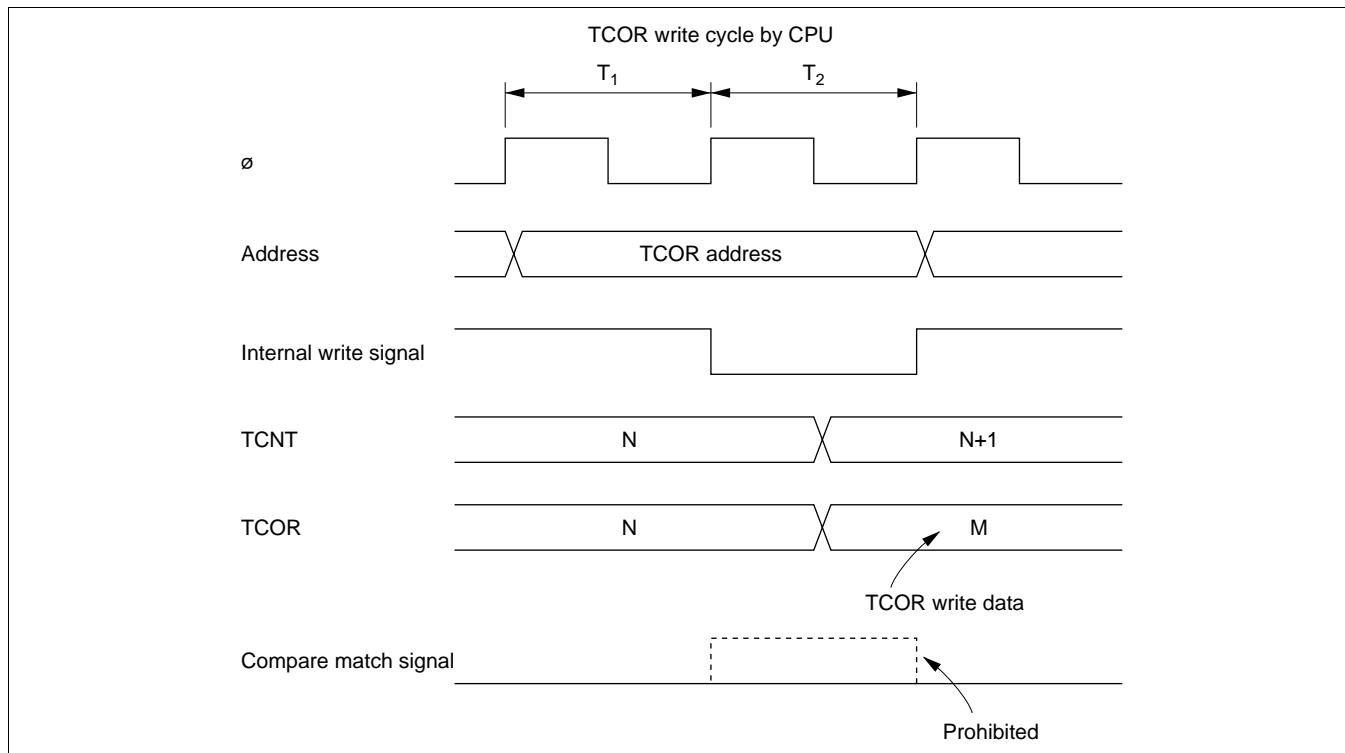 TCOR write cycle by CPU
T1 T2
ø
Address TCOR address
Internal write signal
TCNT N N+1
TCOR N M
TCOR write data
Compare match signal
Prohibited